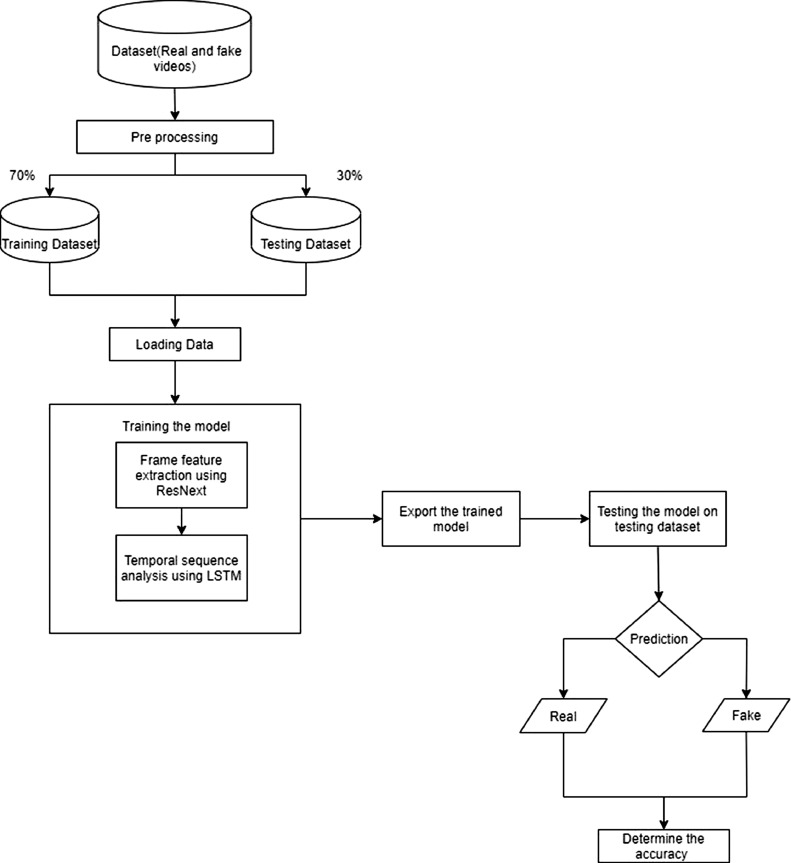 Dataset(Real and fake
videos)
Pre processing
70%
30%
Training Dataset
Testing Dataset
Loading Data
Training the model
Frame feature
extraction using
ResNext
Temporal sequence
analysis using LSTM
Export the trained
model
Testing the model on
testing dataset
Prediction
Real
Fake
Determine the
accuracy